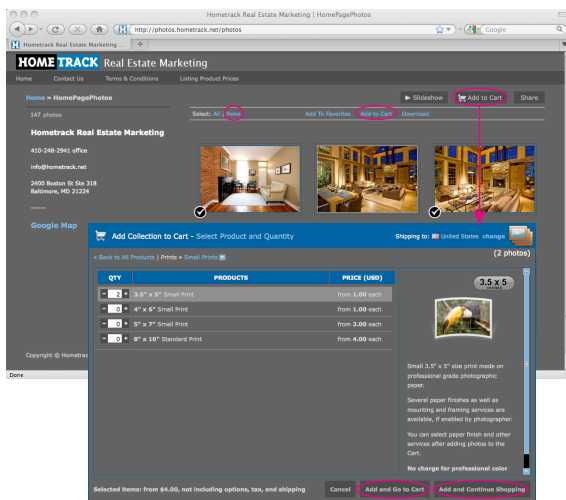 Hometrack Real Estate Marketing | HomePagePhotos
http://photos.hometrack.net/photos
Google
Hometrack Real Estate Marketing ...
HOME TRACK Real Estate Marketing
Home Contact Us Terms & Conditions Listing Product Prices
Home » HomePagePhotos
Slideshow Add to Cart Share
147 photos
Select: All | None Add To Favorites Add to Cart Download
Hometrack Real Estate Marketing
410-248-2941 office
info@hometrack.net
2400 Boston St Ste 318
Baltimore, MD 21224
Google Map
Add Collection to Cart - Select Product and Quantity
Shipping to: United States change
« Back to All Products | Prints » Small Prints
(2 photos)
QTY PRODUCTS PRICE (USD)
- 2 + 3.5" x 5" Small Print from 1.00 each
- 0 + 4" x 6" Small Print from 1.00 each
- 0 + 5" x 7" Small Print from 2.00 each
- 0 + 8" x 10" Standard Print from 4.00 each
3.5 x 5
INCHES
Small 3.5" x 5" size print made on
professional grade photographic
paper.
Several paper finishes as well as
mounting and framing services are
available, if enabled by photographer.
You can select paper finish and other
services after adding photos to the
Cart.
No charge for professional color
Copyright © Hometrac
Done
Selected items: from $4.00, not including options, tax, and shipping
Cancel Add and Go to Cart Add and Continue Shopping